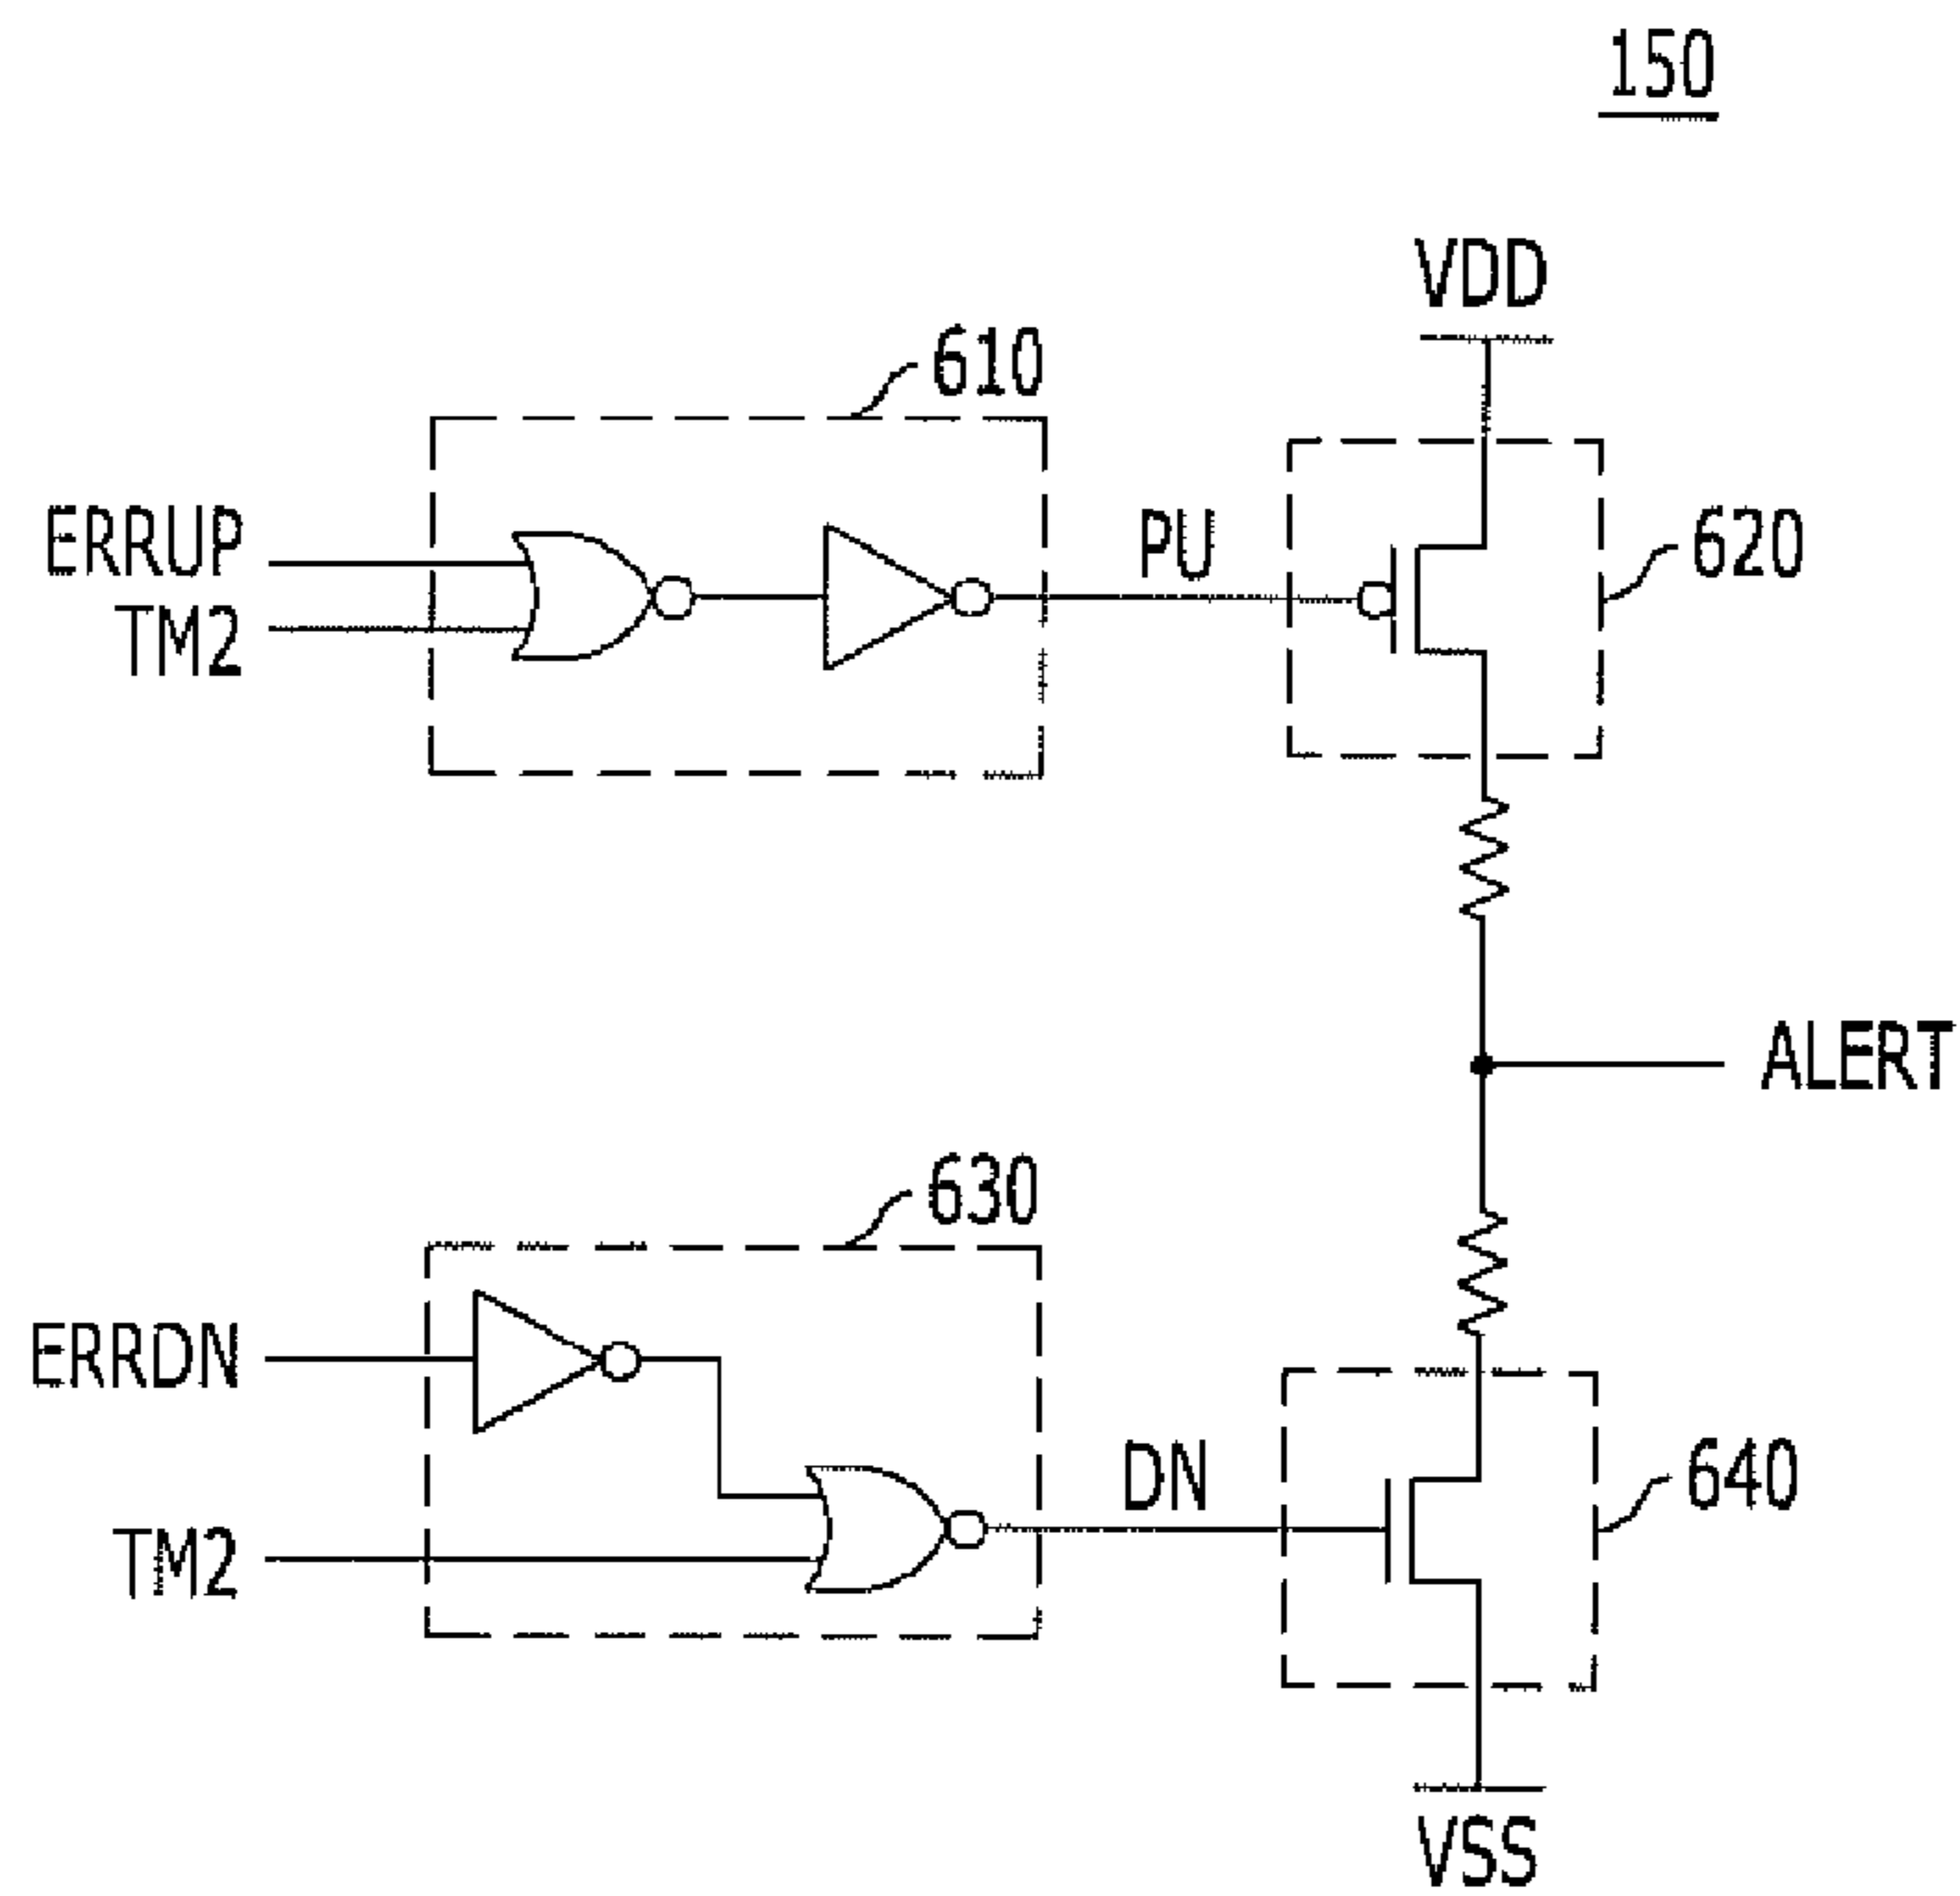 150
VDD
610
ERRUP
PU
620
TM2
ALERT
630
ERRDN
DN
640
TM2
VSS